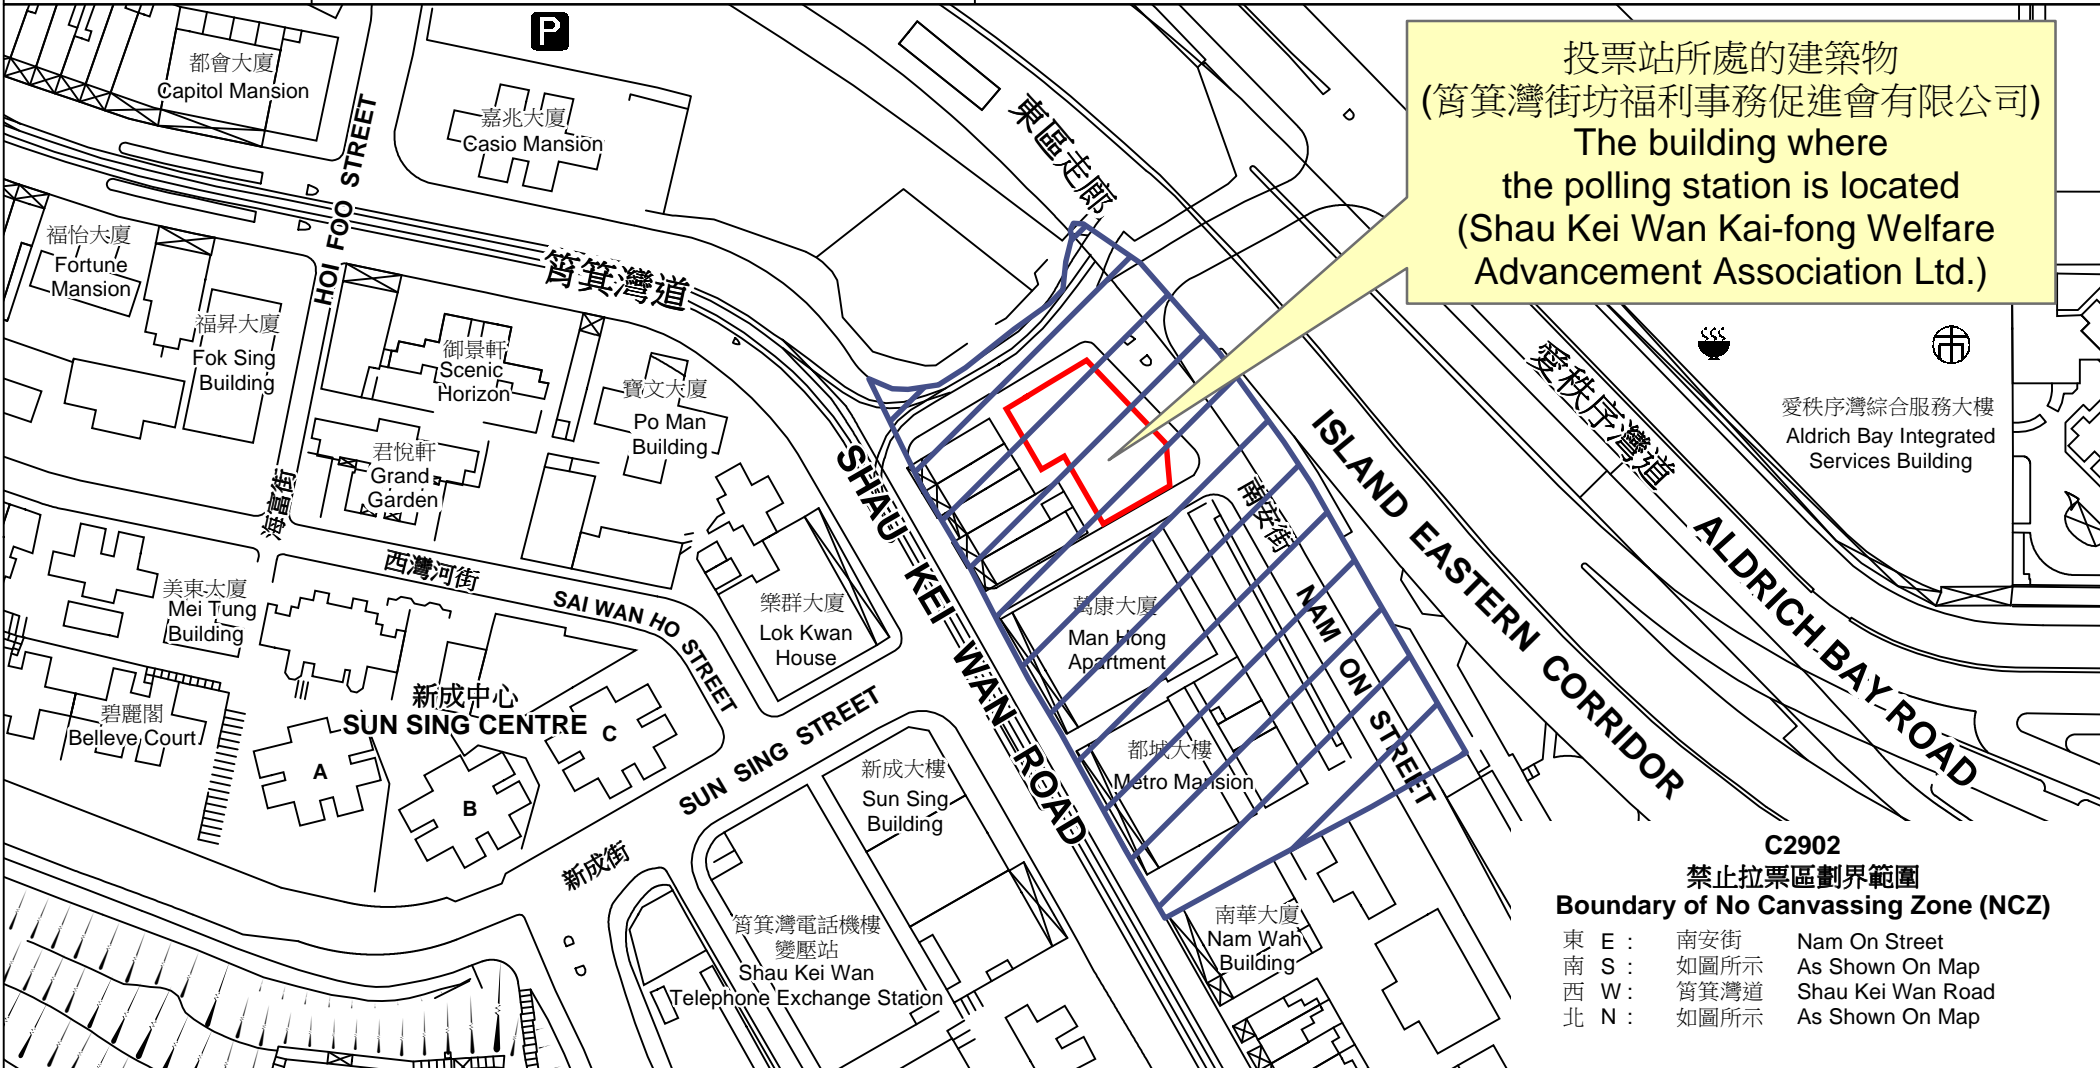 P
都會大廈
Capitol Mansion
嘉兆大廈
Casio Mansion
HOI FOO STREET
東區走廊
投票站所處的建築物
(筲箕灣街坊福利事務促進會有限公司)
The building where
the polling station is located
(Shau Kei Wan Kai-fong Welfare
Advancement Association Ltd.)
福怡大廈
Fortune
Mansion
筲箕灣道
福昇大廈
Fok Sing
Building
御景軒
Scenic
Horizon
寶文大廈
Po Man
Building
君悅軒
Grand
Garden
海富街
愛秩序灣道
愛秩序灣綜合服務大樓
Aldrich Bay Integrated
Services Building
ISLAND EASTERN CORRIDOR
ALDRICH BAY ROAD
SHAU KEI WAN ROAD
南安街
NAM ON STREET
西灣河街
SAI WAN HO STREET
美東大廈
Mei Tung
Building
樂群大廈
Lok Kwan
House
萬康大廈
Man Hong
Apartment
碧麗閣
Belleve Court
新成中心
SUN SING CENTRE
A
B
C
SUN SING STREET
新成街
都城大樓
Metro Mansion
新成大樓
Sun Sing
Building
筲箕灣電話機樓
變壓站
Shau Kei Wan
Telephone Exchange Station
南華大廈
Nam Wah
Building
C2902
禁止拉票區劃界範圍
Boundary of No Canvassing Zone (NCZ)
東 E : 南安街 Nam On Street
南 S : 如圖所示 As Shown On Map
西 W : 筲箕灣道 Shau Kei Wan Road
北 N : 如圖所示 As Shown On Map